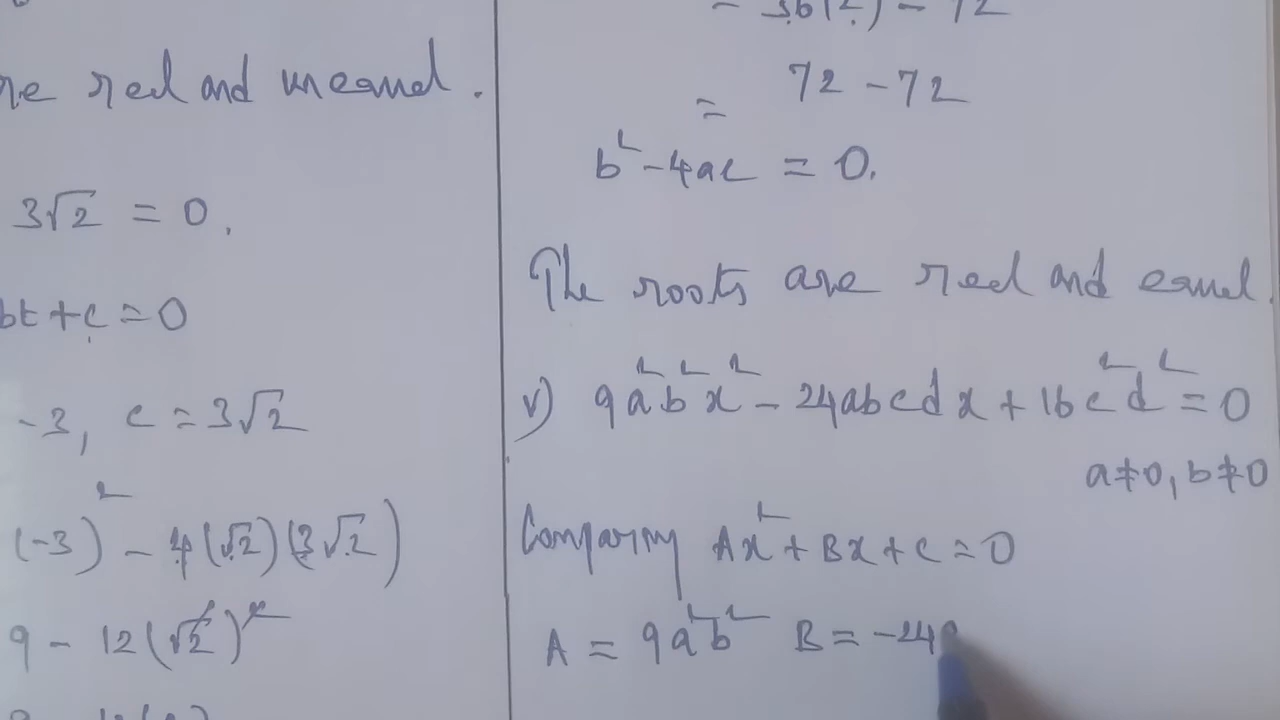 real and unequal.
3√2 = 0.
bt + c = 0
-3, c = 3√2
(-3)² - 4(√2)(3√2)
9 - 12(√2)²
72 - 72
=
b² - 4ac = 0.
The roots are real and equal.
v) 9a²b²x² - 24abcdx + 16c²d² = 0
a≠0, b≠0
Comparing Ax² + Bx + C = 0
A = 9a²b² B = -24